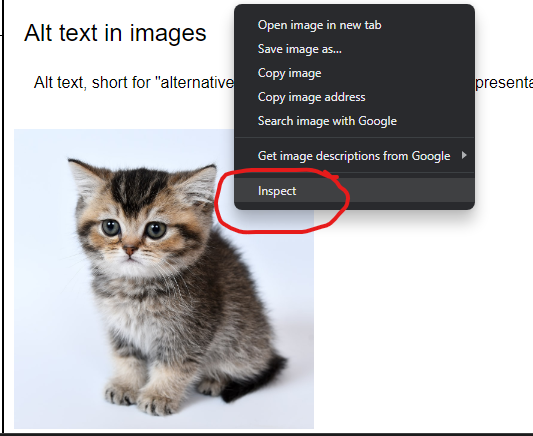 Alt text in images
Alt text, short for "alternative
presenta
Open image in new tab
Save image as...
Copy image
Copy image address
Search image with Google
Get image descriptions from Google
Inspect